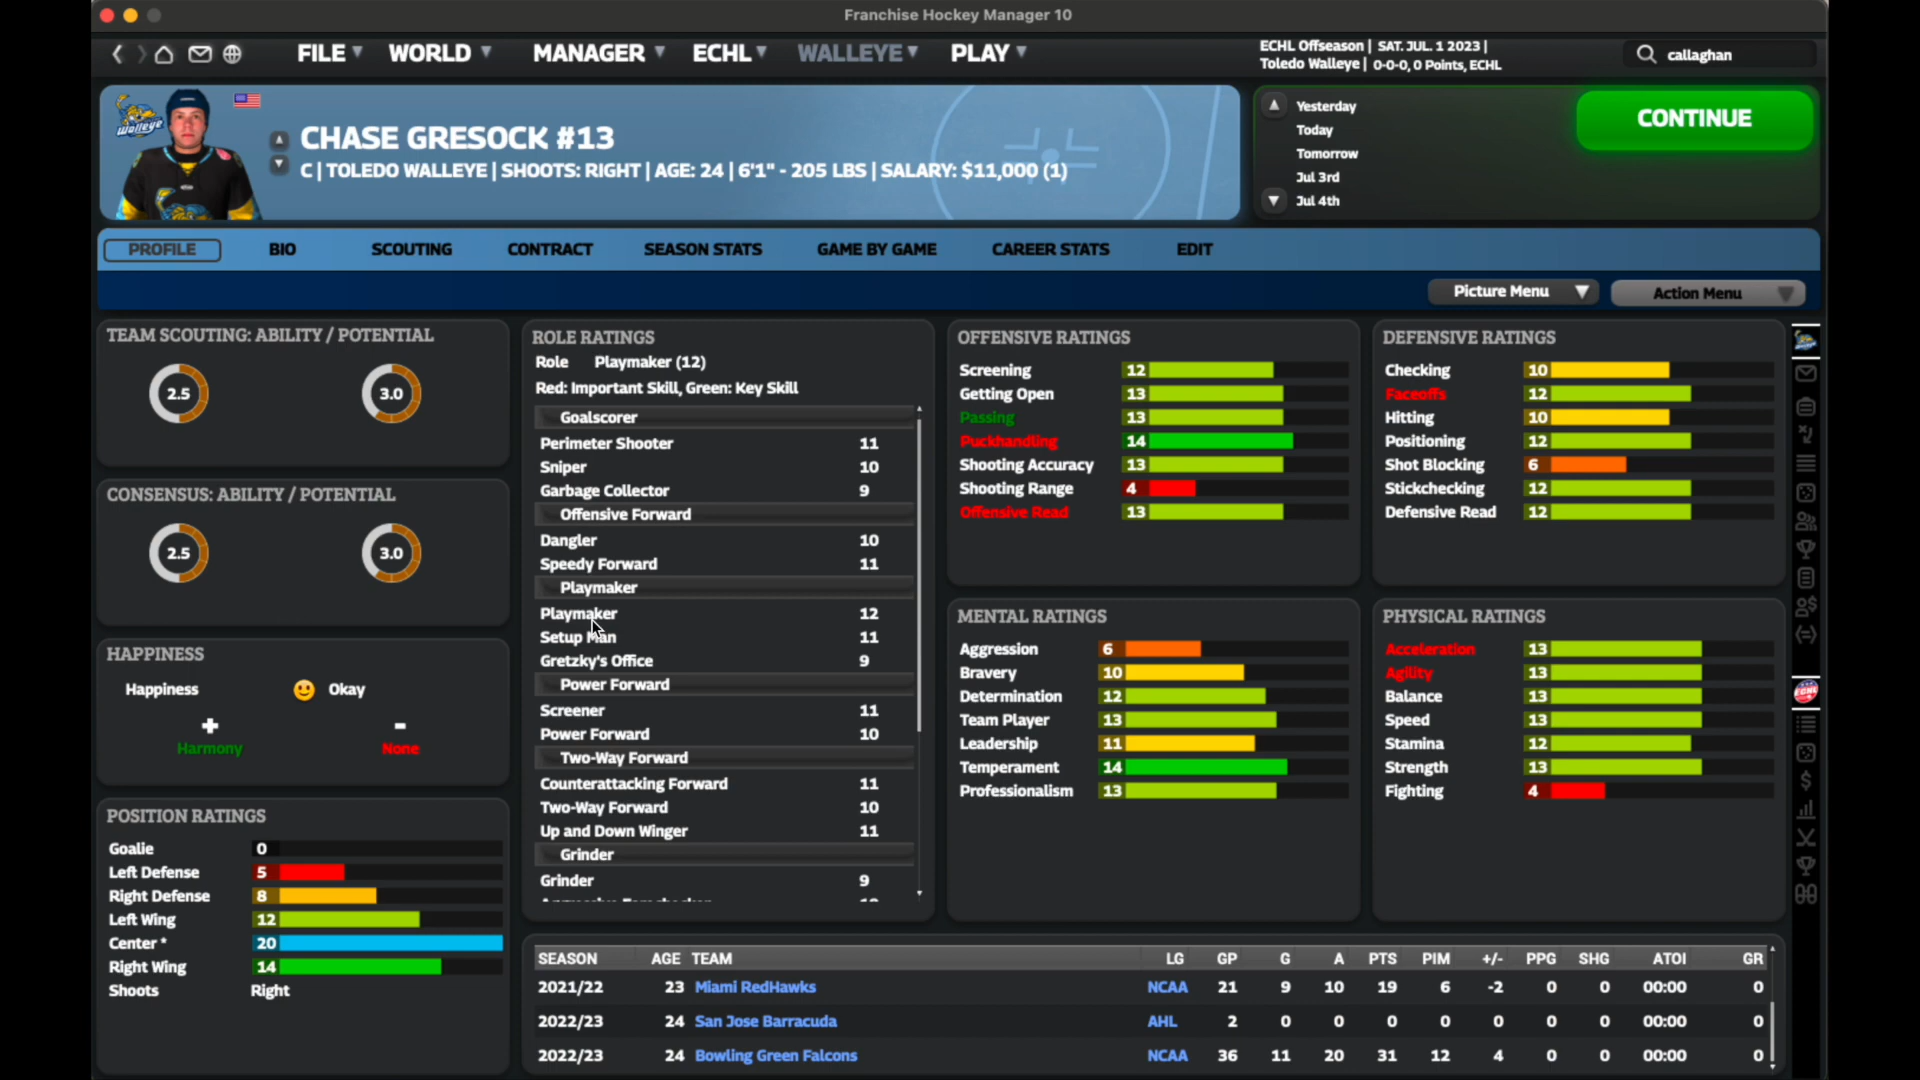 Franchise Hockey Manager 10
FILE WORLD MANAGER ECHL WALLEYE PLAY
ECHL Offseason | SAT. JUL. 1 2023 |
Toledo Walleye | 0-0-0, 0 Points, ECHL
callaghan
Walleye
CHASE GRESOCK #13
C | TOLEDO WALLEYE | SHOOTS: RIGHT | AGE: 24 | 6'1" - 205 LBS | SALARY: $11,000 (1)
Yesterday
Today
Tomorrow
Jul 3rd
Jul 4th
CONTINUE
PROFILE BIO SCOUTING CONTRACT SEASON STATS GAME BY GAME CAREER STATS EDIT
Picture Menu Action Menu
TEAM SCOUTING: ABILITY / POTENTIAL
2.5 3.0
CONSENSUS: ABILITY / POTENTIAL
2.5 3.0
HAPPINESS
Happiness Okay
+ -
Harmony None
POSITION RATINGS
Goalie 0
Left Defense 5
Right Defense 8
Left Wing 12
Center * 20
Right Wing 14
Shoots Right
ROLE RATINGS
Role Playmaker (12)
Red: Important Skill, Green: Key Skill
Goalscorer
Perimeter Shooter 11
Sniper 10
Garbage Collector 9
Offensive Forward
Dangler 10
Speedy Forward 11
Playmaker
Playmaker 12
Setup Man 11
Gretzky's Office 9
Power Forward
Screener 11
Power Forward 10
Two-Way Forward
Counterattacking Forward 11
Two-Way Forward 10
Up and Down Winger 11
Grinder
Grinder 9
OFFENSIVE RATINGS
Screening 12
Getting Open 13
Passing 13
Puckhandling 14
Shooting Accuracy 13
Shooting Range 4
Offensive Read 13
DEFENSIVE RATINGS
Checking 10
Faceoffs 12
Hitting 10
Positioning 12
Shot Blocking 6
Stickchecking 12
Defensive Read 12
MENTAL RATINGS
Aggression 6
Bravery 10
Determination 12
Team Player 13
Leadership 11
Temperament 14
Professionalism 13
PHYSICAL RATINGS
Acceleration 13
Agility 13
Balance 13
Speed 13
Stamina 12
Strength 13
Fighting 4
ECHL
SEASON AGE TEAM LG GP G A PTS PIM +/- PPG SHG ATOI GR
2021/22 23 Miami RedHawks NCAA 21 9 10 19 6 -2 0 0 00:00 0
2022/23 24 San Jose Barracuda AHL 2 0 0 0 0 0 0 0 00:00 0
2022/23 24 Bowling Green Falcons NCAA 36 11 20 31 12 4 0 0 00:00 0